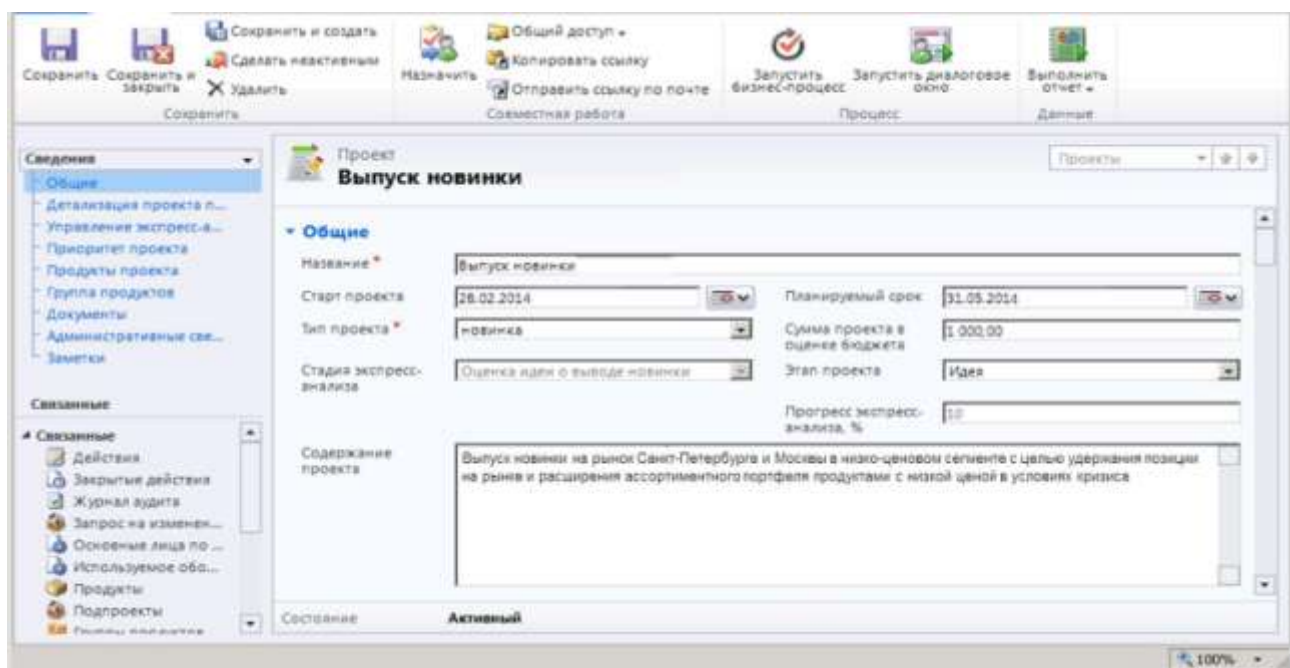 Сохранить
Сохранить и закрыть
Сохранить и создать
Сделать неактивным
Удалить
Сохранить
Назначить
Общий доступ
Копировать ссылку
Отправить ссылку по почте
Совместная работа
Запустить бизнес-процесс
Запустить диалоговое окно
Процесс
Выполнить отчет
Данные
Сведения
Общие
Детализация проекта п...
Управление экспресс-а...
Приоритет проекта
Продукты проекта
Группа продуктов
Документы
Административные све...
Заметки
Связанные
Связанные
Действия
Закрытые действия
Журнал аудита
Запрос на изменен...
Основные лица по ...
Используемое обо...
Продукты
Подпроекты
Группы продуктов
Проект
Выпуск новинки
Проекты
Общие
Название * Выпуск новинки
Старт проекта 26.02.2014 Планируемый срок 31.05.2014
Тип проекта * новинка Сумма проекта в оценке бюджета 1 000,00
Стадия экспресс-анализа Оценка идеи о выводе новинки Этап проекта Идея
Прогресс экспресс-анализа, % 10
Содержание проекта
Выпуск новинки на рынок Санкт-Петербурга и Москвы в низко-ценовом сегменте с целью удержания позиции
на рынке и расширения ассортиментного портфеля продуктами с низкой ценой в условиях кризиса
Состояние Активный
100%